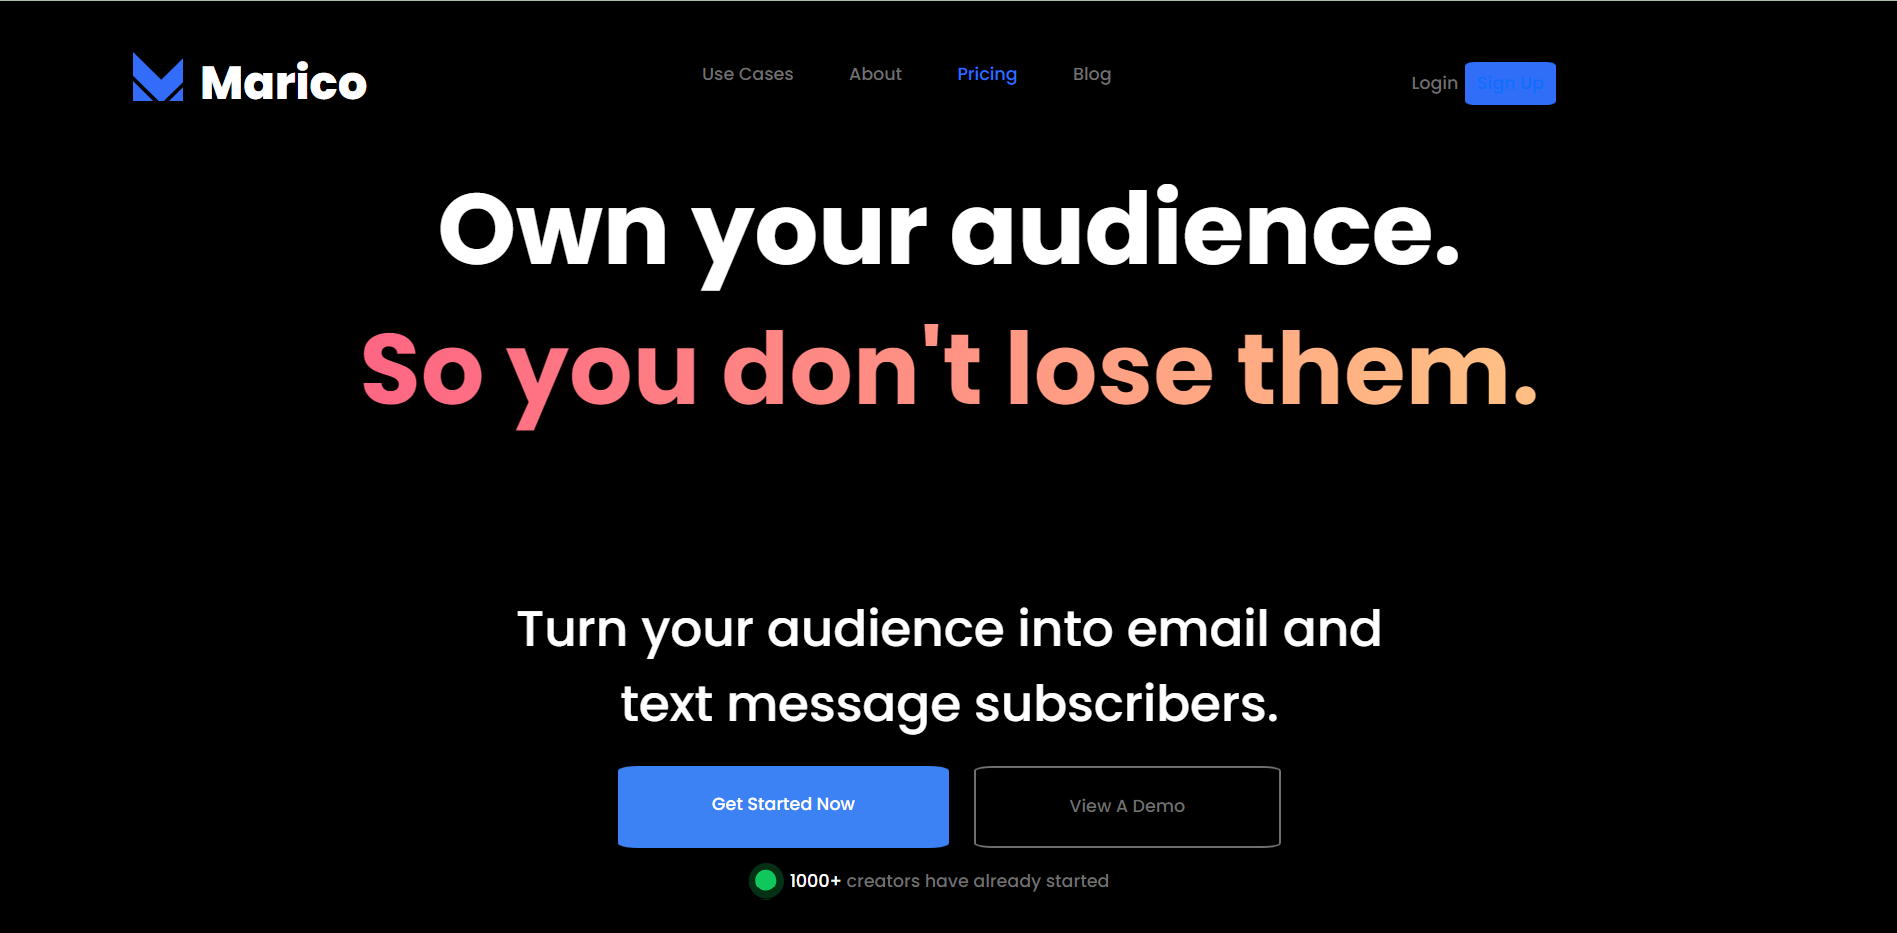 Marico
Use Cases About Pricing Blog
Login Sign Up
Own your audience.
So you don't lose them.
Turn your audience into email and
text message subscribers.
Get Started Now
View A Demo
1000+ creators have already started